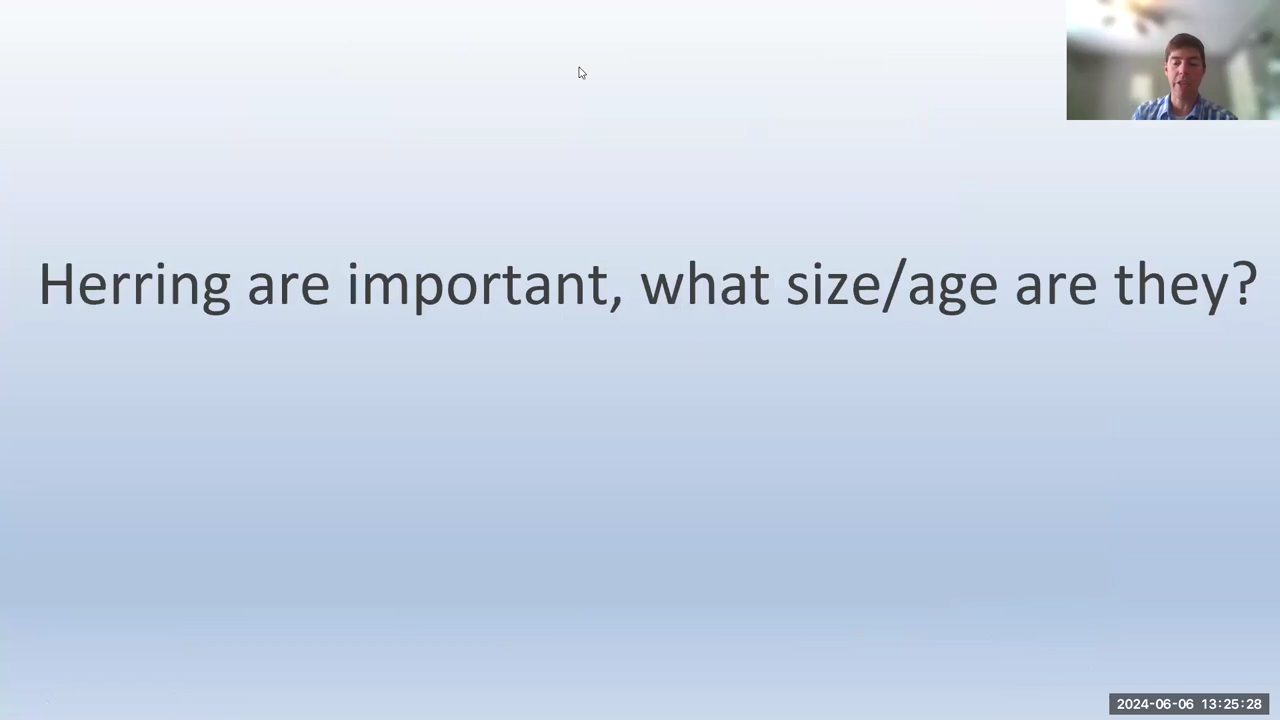 Herring are important, what size/age are they?
2024-06-06 13:25:28